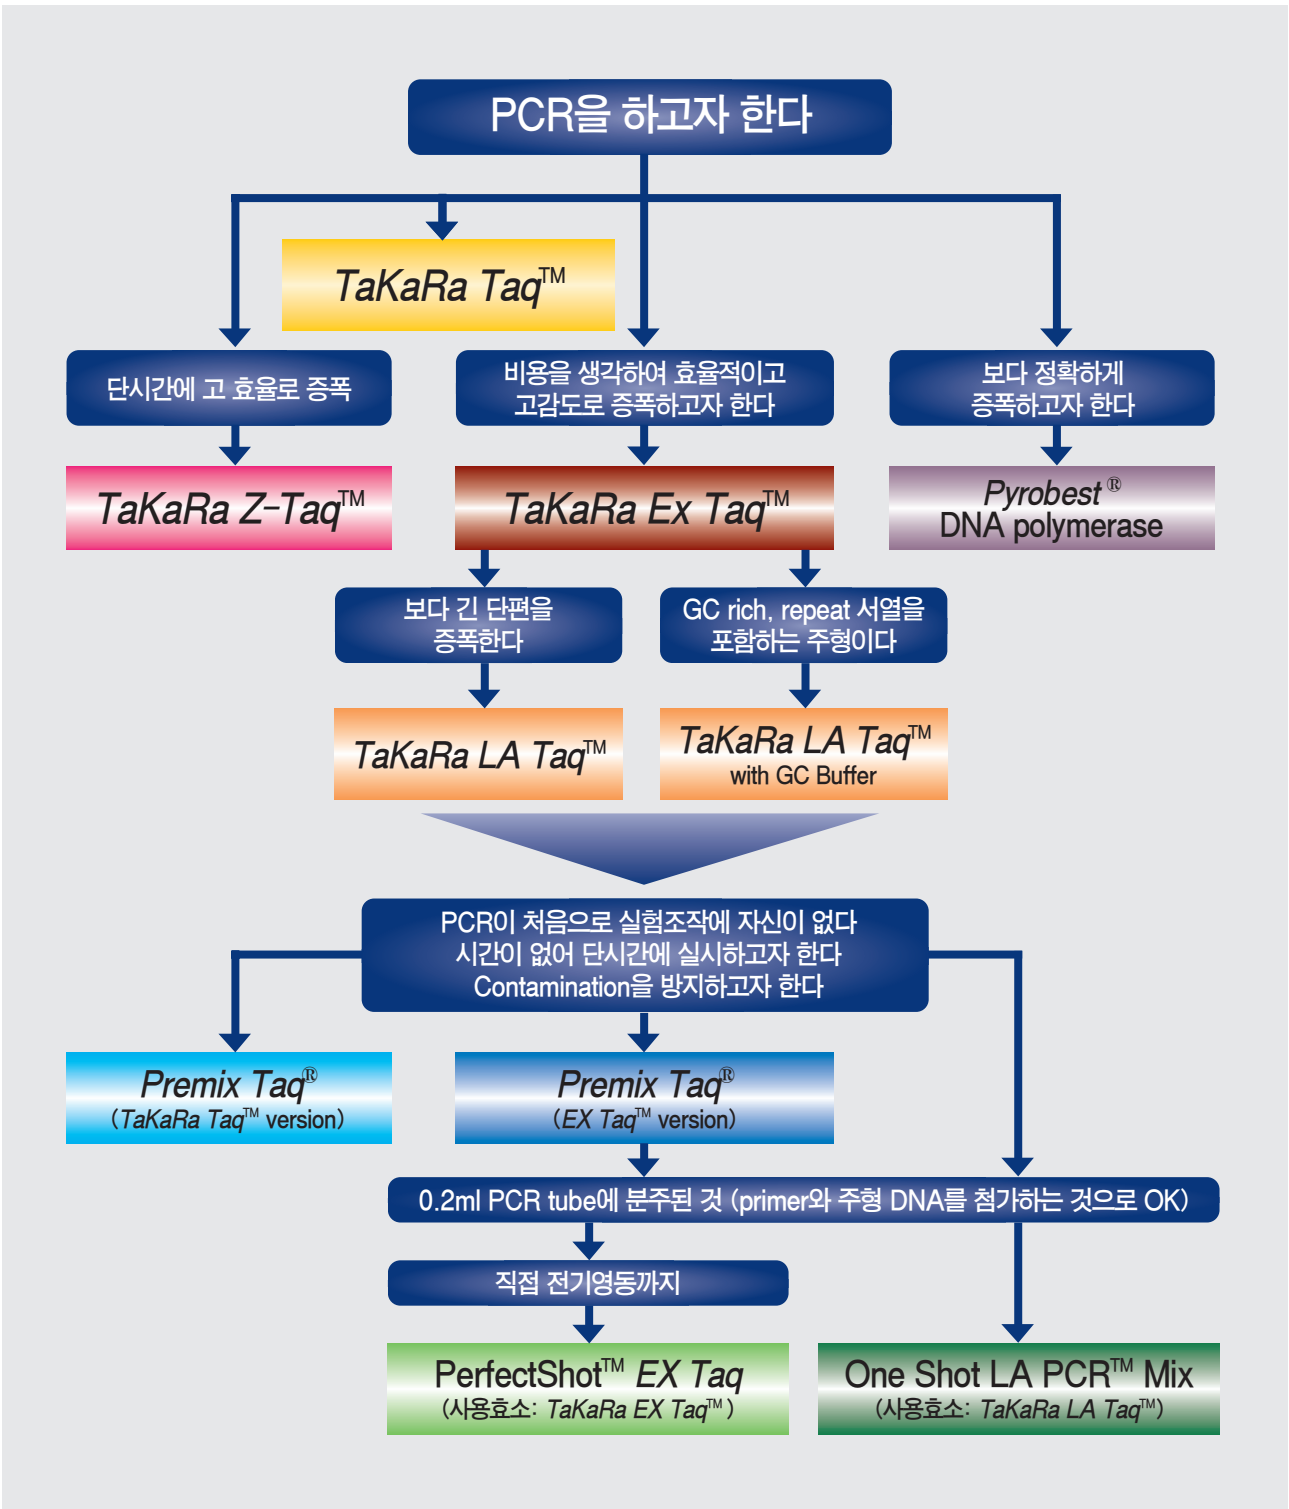 PCR을 하고자 한다
TaKaRa Taq™
단시간에 고 효율로 증폭
비용을 생각하여 효율적이고
고감도로 증폭하고자 한다
보다 정확하게
증폭하고자 한다
TaKaRa Z-Taq™
TaKaRa Ex Taq™
Pyrobest®
DNA polymerase
보다 긴 단편을
증폭한다
GC rich, repeat 서열을
포함하는 주형이다
TaKaRa LA Taq™
TaKaRa LA Taq™
with GC Buffer
PCR이 처음으로 실험조작에 자신이 없다
시간이 없어 단시간에 실시하고자 한다
Contamination을 방지하고자 한다
Premix Taq®
(TaKaRa Taq™ version)
Premix Taq®
(EX Taq™ version)
0.2ml PCR tube에 분주된 것 (primer와 주형 DNA를 첨가하는 것으로 OK)
직접 전기영동까지
PerfectShot™ EX Taq
(사용효소: TaKaRa EX Taq™)
One Shot LA PCR™ Mix
(사용효소: TaKaRa LA Taq™)